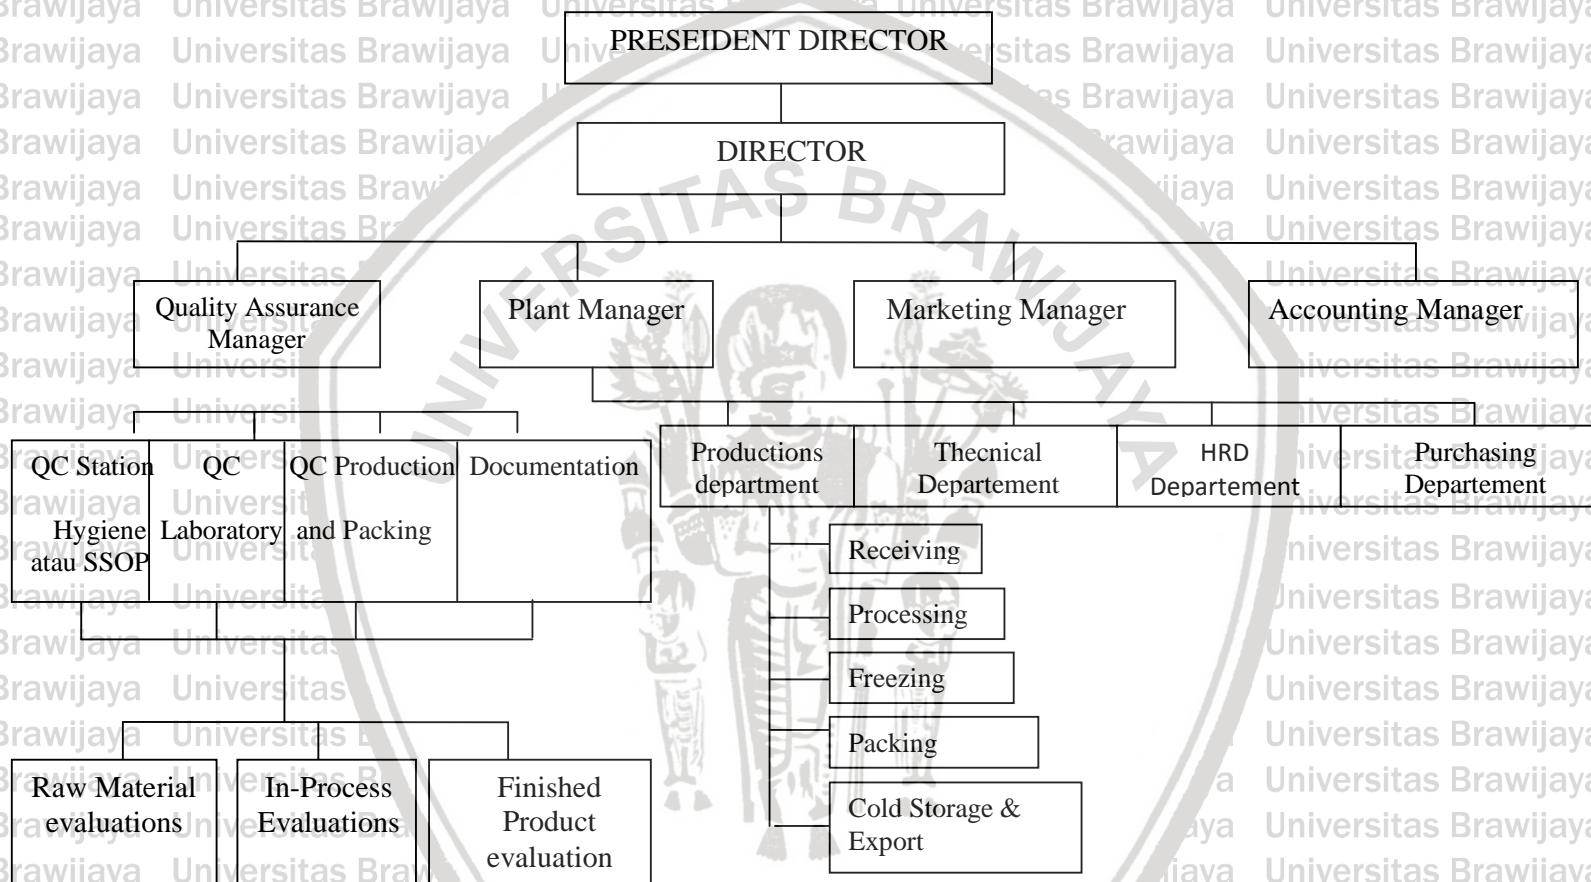 PRESEIDENT DIRECTOR
DIRECTOR
Quality Assurance
Manager
Plant Manager
Marketing Manager
Accounting Manager
QC Station
Hygiene
atau SSOP
QC
Laboratory
QC Production
and Packing
Documentation
Productions
department
Thecnical
Departement
HRD
Departement
Purchasing
Departement
Receiving
Processing
Freezing
Packing
Cold Storage &
Export
Raw Material
evaluations
In-Process
Evaluations
Finished
Product
evaluation
UNIVERSITAS BRAWIJAYA